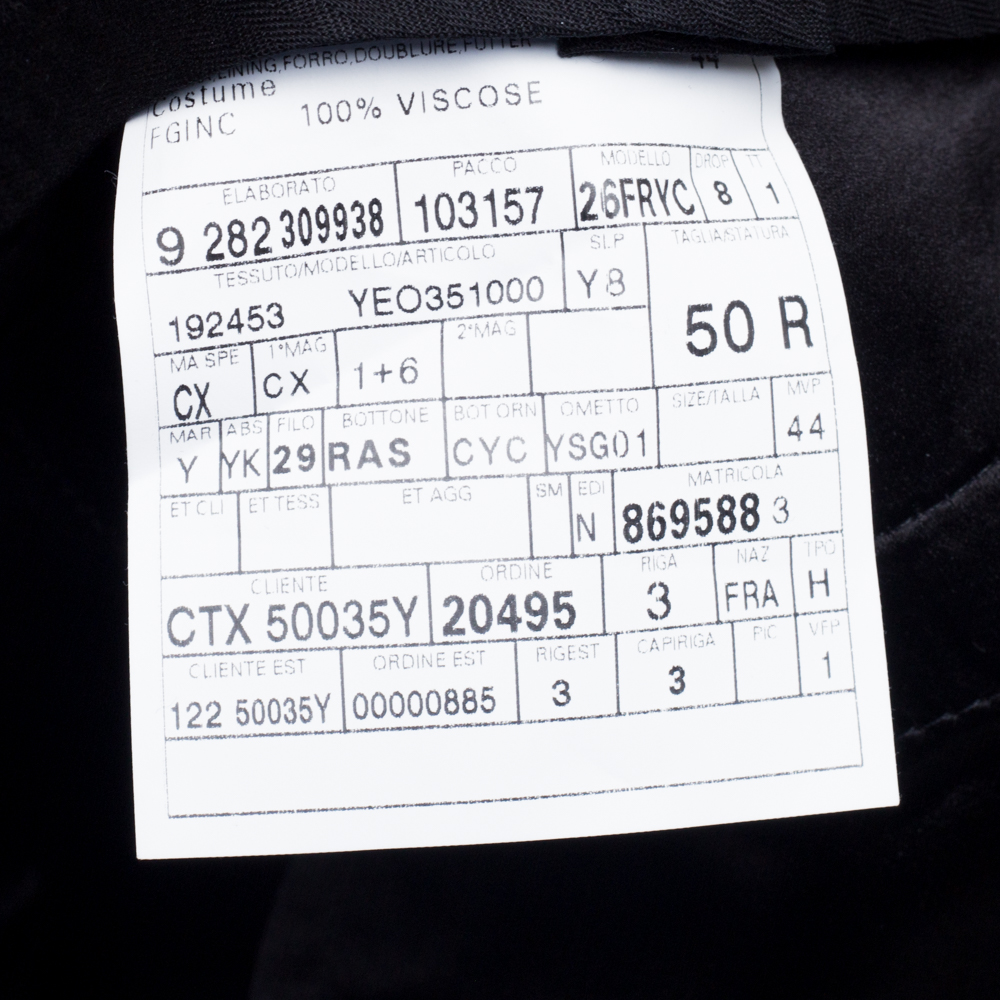 LINING,FORRO,DOUBLURE,FUTTER 44
Costume
FGINC 100% VISCOSE
ELABORATO PACCO MODELLO DROP TT
9 282309938 103157 26FRYC 8 1
TESSUTO/MODELLO/ARTICOLO SLP TAGLIA/STATURA
192453 YEO351000 Y8 50 R
MA SPE 1°MAG 2°MAG
CX CX 1+6
MAR ABS FILO BOTTONE BOT ORN OMETTO SIZE/TALLA MVP
Y YK 29 RAS CYC YSG01 44
ET CLI ET TESS ET AGG SM EDI MATRICOLA
N 869588 3
CLIENTE ORDINE RIGA NAZ TPO
CTX 50035Y 20495 3 FRA H
CLIENTE EST ORDINE EST RIGEST CAPIRIGA PIC VFP
122 50035Y 00000885 3 3 1